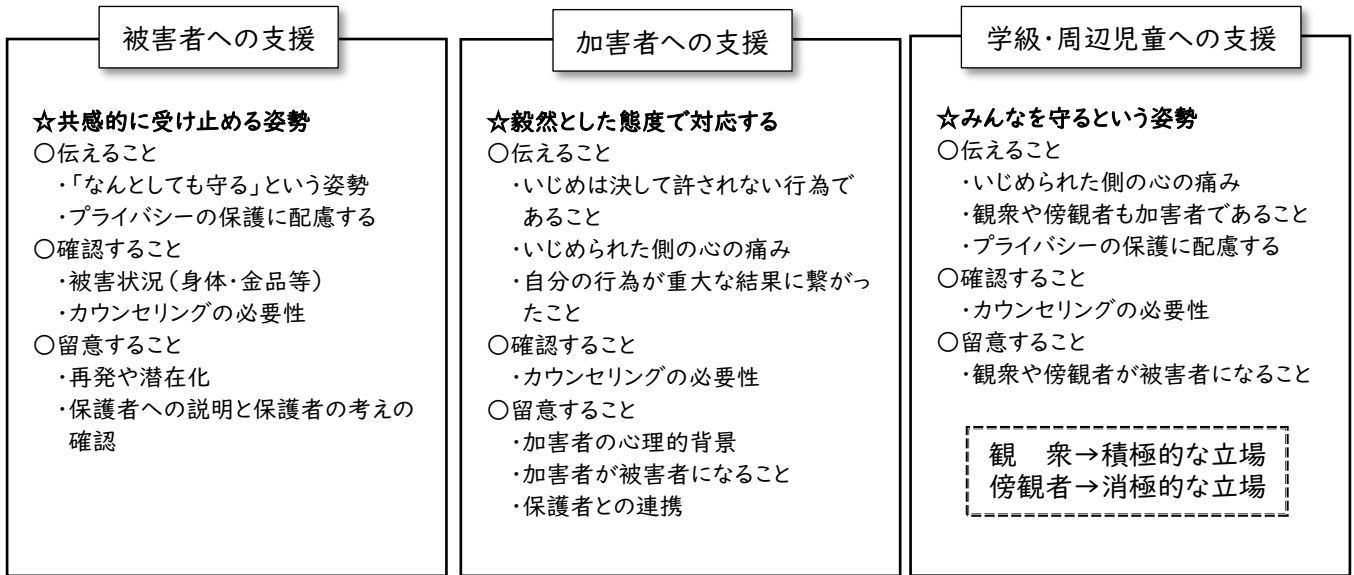 被害者への支援
☆共感的に受け止める姿勢
○伝えること
・「なんとしても守る」という姿勢
・プライバシーの保護に配慮する
○確認すること
・被害状況(身体・金品等)
・カウンセリングの必要性
○留意すること
・再発や潜在化
・保護者への説明と保護者の考えの
確認
加害者への支援
☆毅然とした態度で対応する
○伝えること
・いじめは決して許されない行為で
あること
・いじめられた側の心の痛み
・自分の行為が重大な結果に繋がっ
たこと
○確認すること
・カウンセリングの必要性
○留意すること
・加害者の心理的背景
・加害者が被害者になること
・保護者との連携
学級・周辺児童への支援
☆みんなを守るという姿勢
○伝えること
・いじめられた側の心の痛み
・観衆や傍観者も加害者であること
・プライバシーの保護に配慮する
○確認すること
・カウンセリングの必要性
○留意すること
・観衆や傍観者が被害者になること
観　衆→積極的な立場
傍観者→消極的な立場